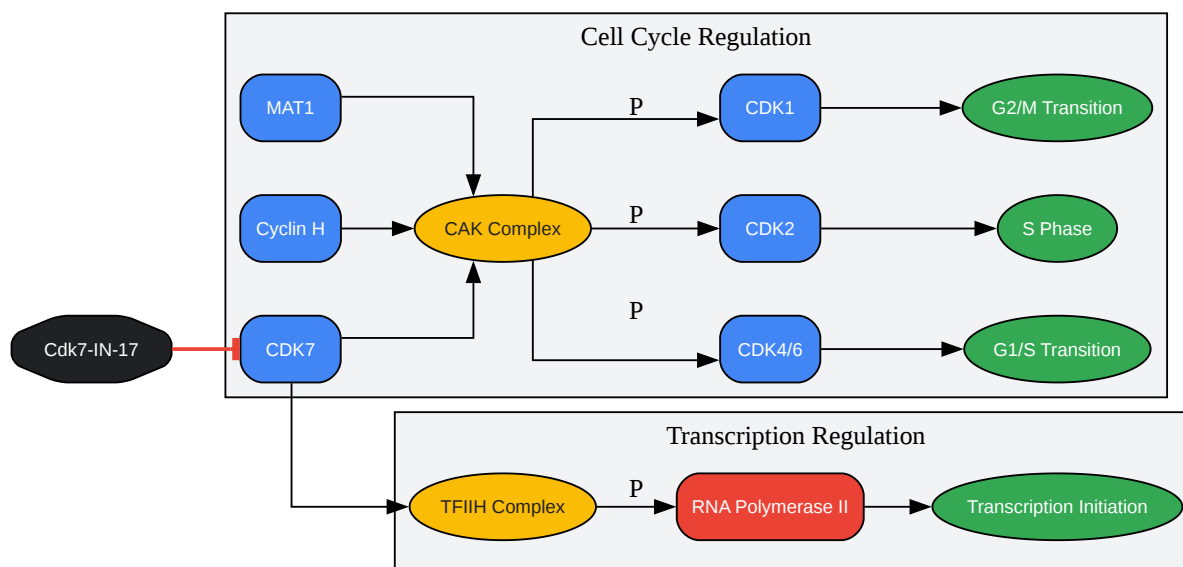 Cell Cycle Regulation
MAT1
P
CDK1
G2/M Transition
Cyclin H
CAK Complex
P
CDK2
S Phase
Cdk7-IN-17
CDK7
P
CDK4/6
G1/S Transition
Transcription Regulation
TFIIH Complex
P
RNA Polymerase II
Transcription Initiation